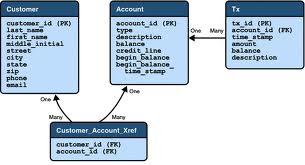 Customer
customer_id (PK)
last_name
first_name
middle_initial
street
city
state
zip
phone
email
Account
account_id (PK)
type
description
balance
credit_line
begin_balance
begin_balance_
time_stamp
Tx
tx_id (PK)
account_id (FK)
time_stamp
amount
balance
description
One
Many
One
One
Many
Many
Customer_Account_Xref
customer_id (FK)
account_id (FK)